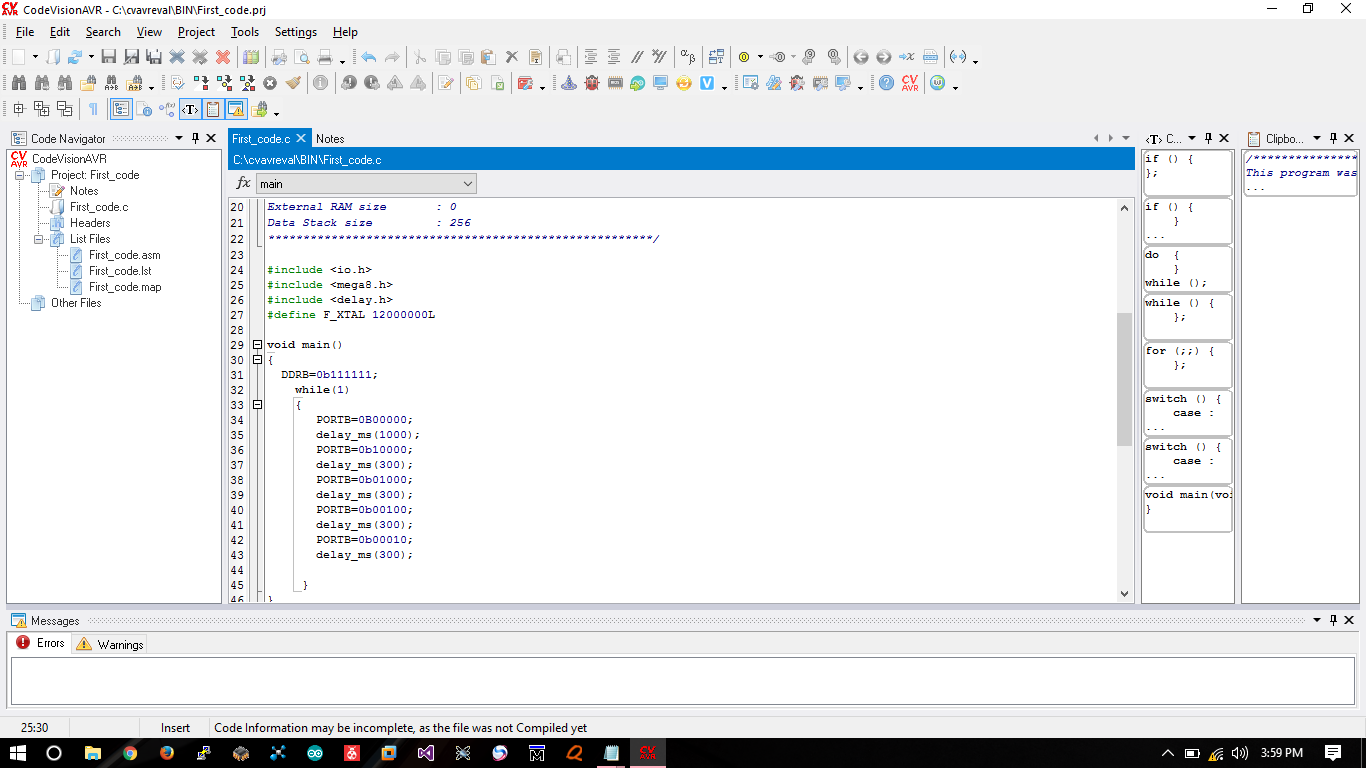 CodeVisionAVR - C:\cvavreval\BIN\First_code.prj
File Edit Search View Project Tools Settings Help
Code Navigator
CodeVisionAVR
Project: First_code
Notes
First_code.c
Headers
List Files
First_code.asm
First_code.lst
First_code.map
Other Files
First_code.c Notes
C:\cvavreval\BIN\First_code.c
fx main
20 External RAM size : 0
21 Data Stack size : 256
22 *******************************************************/
23
24 #include <io.h>
25 #include <mega8.h>
26 #include <delay.h>
27 #define F_XTAL 12000000L
28
29 void main()
30 {
31 DDRB=0b111111;
32 while(1)
33 {
34 PORTB=0B00000;
35 delay_ms(1000);
36 PORTB=0b10000;
37 delay_ms(300);
38 PORTB=0b01000;
39 delay_ms(300);
40 PORTB=0b00100;
41 delay_ms(300);
42 PORTB=0b00010;
43 delay_ms(300);
44
45 }
46 }
<T> C...
if () {
};
if () {
}
...
do {
}
while ();
while () {
};
for (;;) {
};
switch () {
case :
...
switch () {
case :
...
void main(voi
}
Clipbo...
/***************
This program was
...
Messages
Errors Warnings
25:30 Insert Code Information may be incomplete, as the file was not Compiled yet
3:59 PM